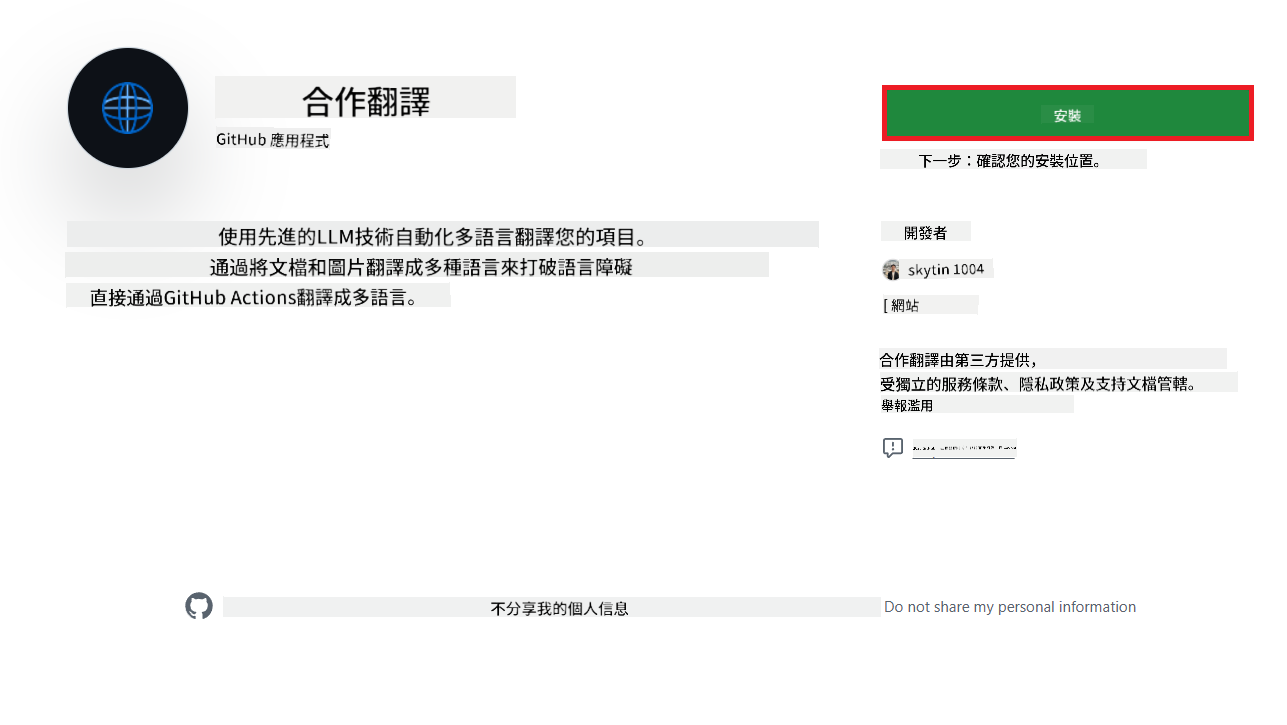 合作翻譯
GitHub 應用程式
安裝
下一步：確認您的安裝位置。
使用先進的LLM技術自動化多語言翻譯您的項目。
通過將文檔和圖片翻譯成多種語言來打破語言障礙
直接通過GitHub Actions翻譯成多語言。
開發者
skytin 1004
[ 網站
合作翻譯由第三方提供，
受獨立的服務條款、隱私政策及支持文檔管轄。
舉報濫用
不分享我的個人信息
Do not share my personal information